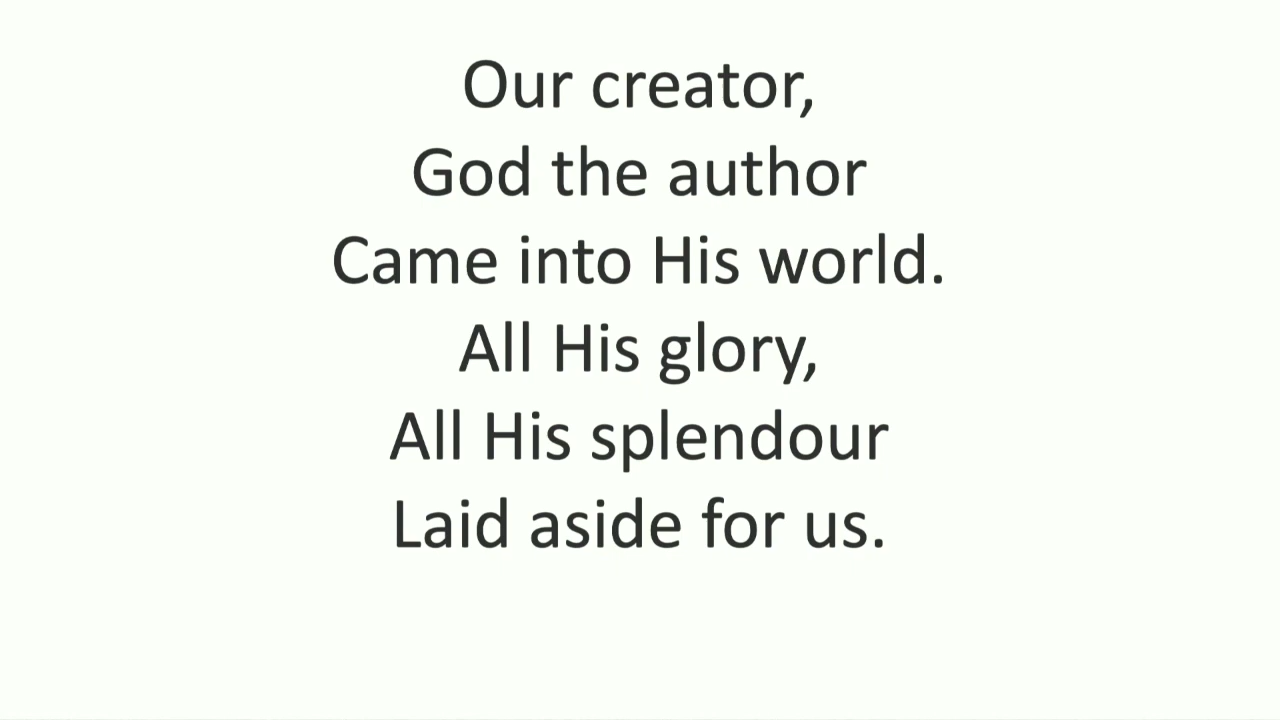 Our creator,
God the author
Came into His world.
All His glory,
All His splendour
Laid aside for us.